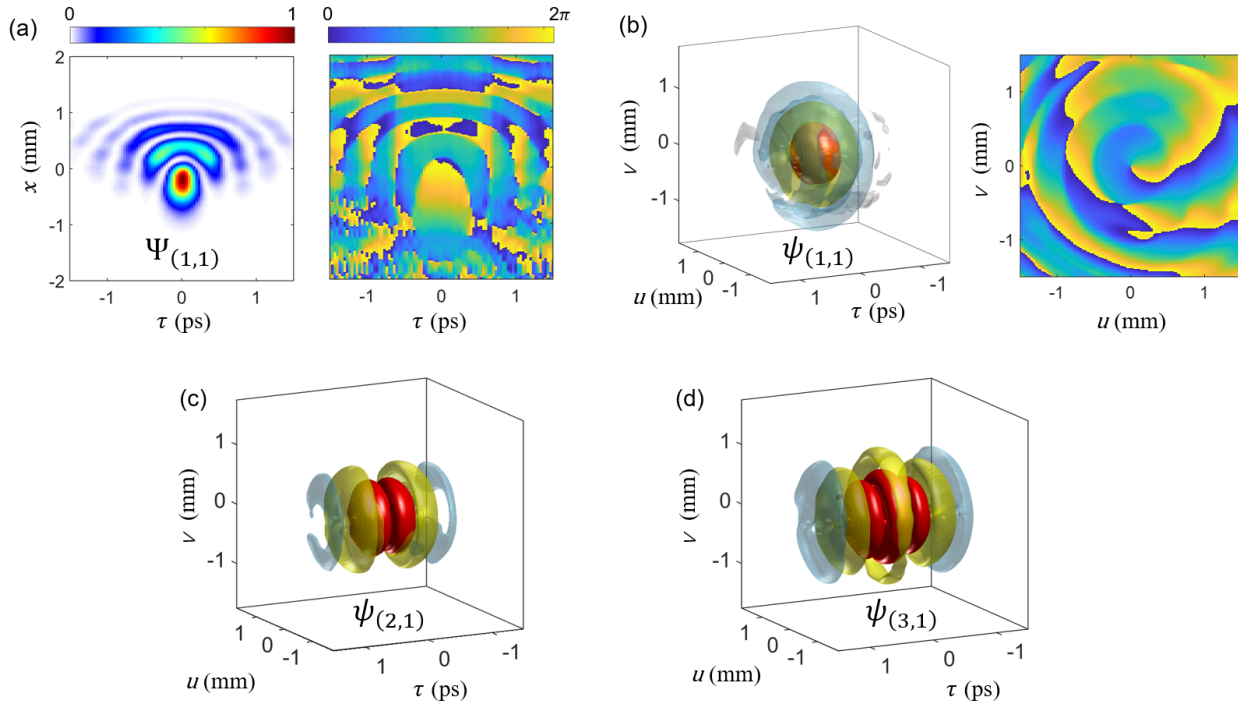 (a)
0 1
0 2π
2
1
0
-1
2
x (mm)
Ψ(1,1)
-1 0 1
τ (ps)
-1 0 1
τ (ps)
(b)
1
0
-1
ν (mm)
ψ(1,1)
1 0 -1
u (mm)
1 0 -1
τ (ps)
1
0
-1
ν (mm)
-1 0 1
u (mm)
(c)
1
0
-1
ν (mm)
ψ(2,1)
1 0 -1
u (mm)
1 0 -1
τ (ps)
(d)
1
0
-1
ν (mm)
ψ(3,1)
1 0 -1
u (mm)
1 0 -1
τ (ps)